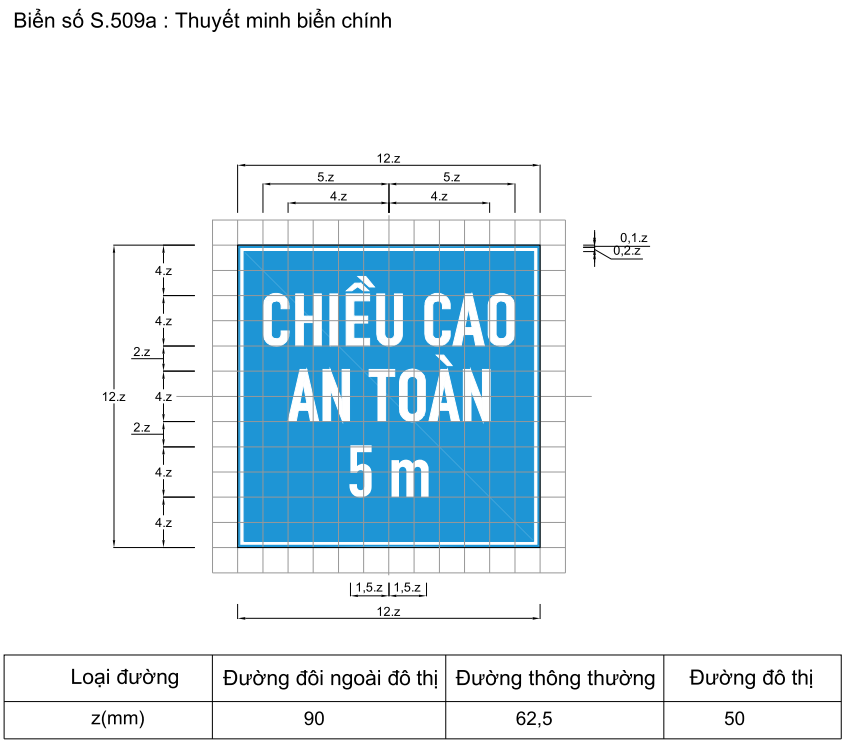 Biển số S.509a : Thuyết minh biển chính
12.z
5.z 5.z
4.z 4.z
0,1.z
0,2.z
4.z
CHIỀU CAO
4.z
2.z
12.z
4.z
AN TOÀN
2.z
4.z
5 m
4.z
1,5.z 1,5.z
12.z
Loại đường Đường đôi ngoài đô thị Đường thông thường Đường đô thị
z(mm) 90 62,5 50